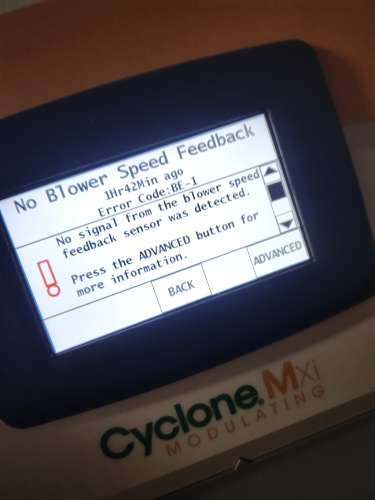 No Blower Speed Feedback
1Hr42Min ago
Error Code:BE-1
No signal from the blower speed
feedback sensor was detected.
Press the ADVANCED button for
more information.
BACK
ADVANCED
Cyclone. Mxi
MODULATING